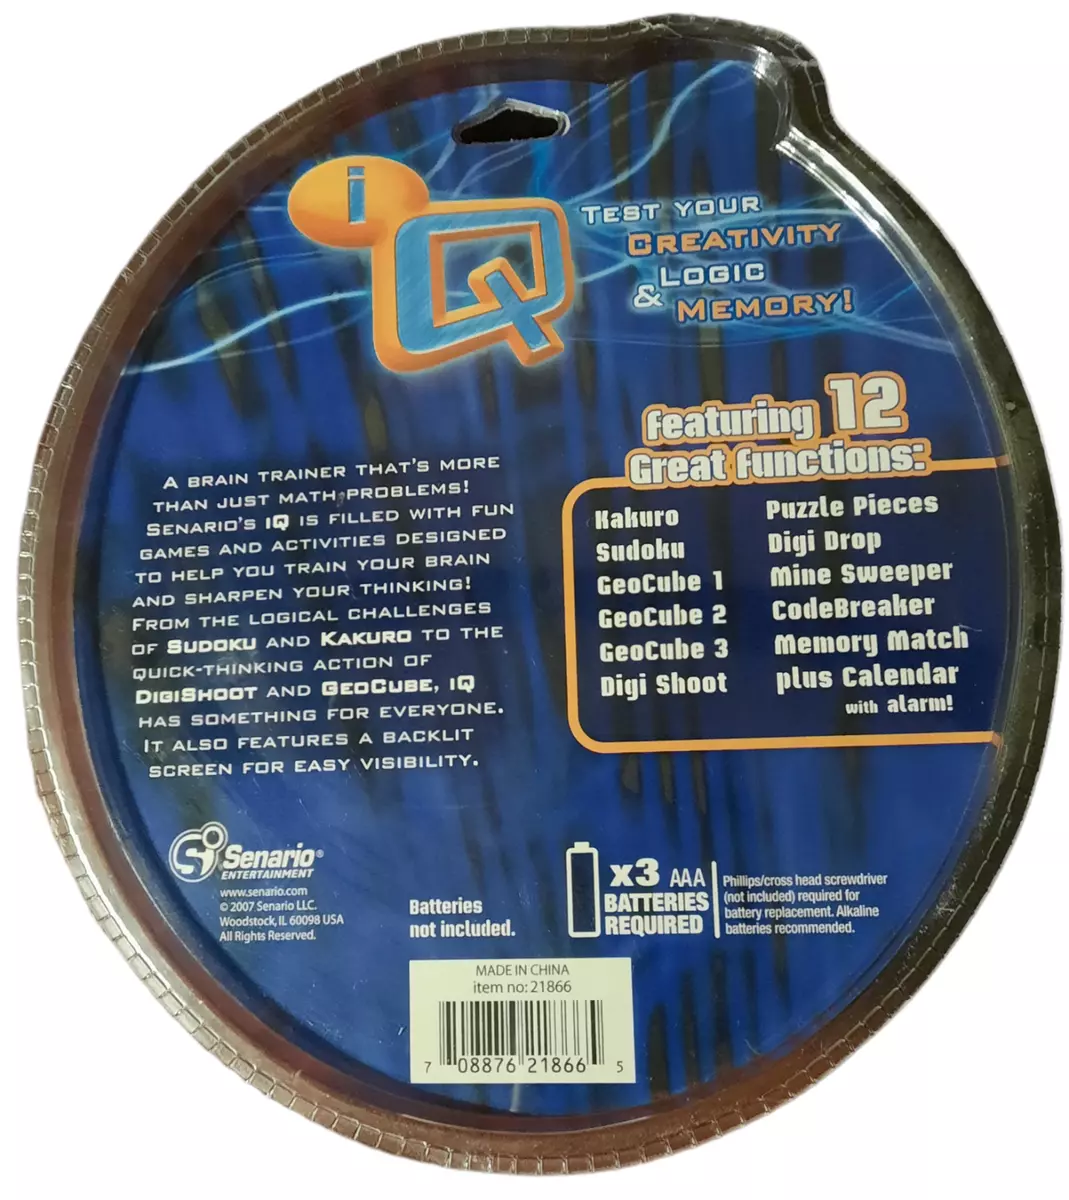 iQ
TEST YOUR
CREATIVITY
LOGIC
& MEMORY!
featuring 12
Great functions:
A BRAIN TRAINER THAT'S MORE
THAN JUST MATH PROBLEMS!
SENARIO'S iQ IS FILLED WITH FUN
GAMES AND ACTIVITIES DESIGNED
TO HELP YOU TRAIN YOUR BRAIN
AND SHARPEN YOUR THINKING!
FROM THE LOGICAL CHALLENGES
OF SUDOKU AND KAKURO TO THE
QUICK-THINKING ACTION OF
DIGISHOOT AND GEOCUBE, iQ
HAS SOMETHING FOR EVERYONE.
IT ALSO FEATURES A BACKLIT
SCREEN FOR EASY VISIBILITY.
Kakuro
Sudoku
GeoCube 1
GeoCube 2
GeoCube 3
Digi Shoot
Puzzle Pieces
Digi Drop
Mine Sweeper
CodeBreaker
Memory Match
plus Calendar
with alarm!
Si Senario®
ENTERTAINMENT
www.senario.com
© 2007 Senario LLC.
Woodstock, IL 60098 USA
All Rights Reserved.
Batteries
not included.
x3 AAA
BATTERIES
REQUIRED
Phillips/cross head screwdriver
(not included) required for
battery replacement. Alkaline
batteries recommended.
MADE IN CHINA
item no: 21866
7 08876 21866 5